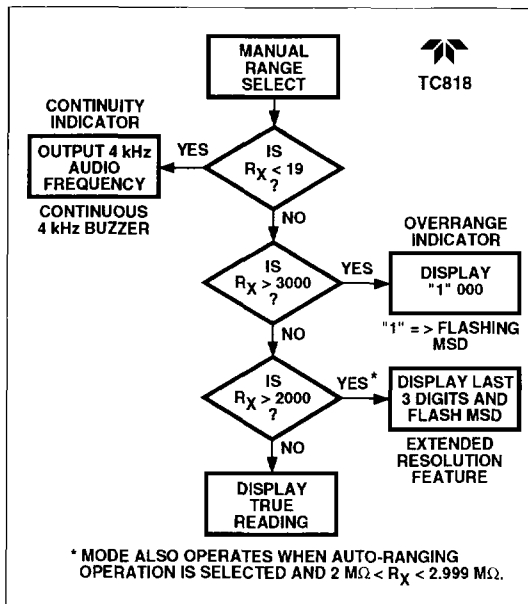 MANUAL
RANGE
SELECT
TC818
CONTINUITY
INDICATOR
OUTPUT 4 kHz
AUDIO
FREQUENCY
CONTINUOUS
4 kHz BUZZER
YES
IS
RX < 19
?
NO
OVERRANGE
INDICATOR
IS
RX > 3000
?
YES
DISPLAY
"1" 000
"1" = > FLASHING
MSD
NO
IS
RX > 2000
?
YES*
DISPLAY LAST
3 DIGITS AND
FLASH MSD
EXTENDED
RESOLUTION
FEATURE
NO
DISPLAY
TRUE
READING
* MODE ALSO OPERATES WHEN AUTO-RANGING
OPERATION IS SELECTED AND 2 MΩ < RX < 2.999 MΩ.